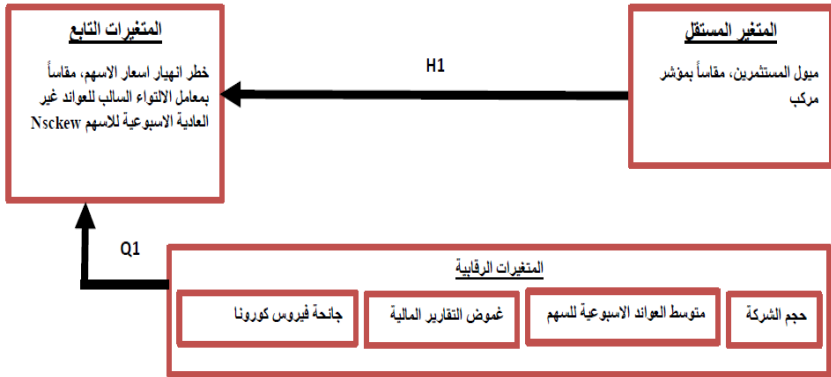 المتغير المستقل
ميول المستثمرين، مقاساً بمؤشر
مركب
H1
المتغيرات التابع
خطر انهيار اسعار الاسهم، مقاساً
بمعامل الالتواء السالب للعوائد غير
العادية الاسبوعية للاسهم Nsckew
Q1
المتغيرات الرقابية
حجم الشركة
متوسط العوائد الاسبوعية للسهم
غموض التقارير المالية
جانحة فيروس كورونا